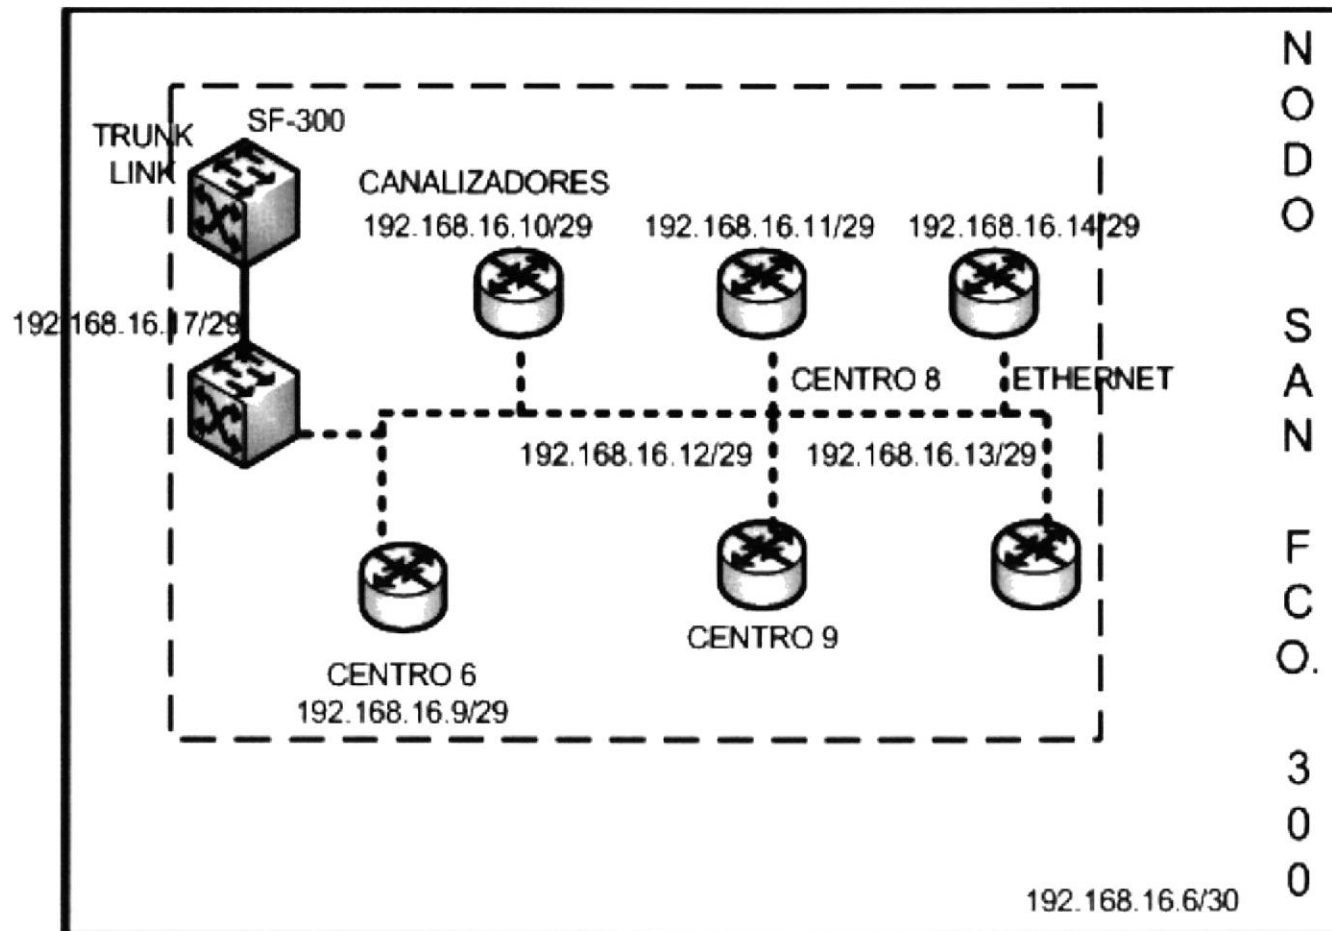 SF-300
TRUNK
LINK
CANALIZADORES
192.168.16.10/29
192.168.16.11/29
192.168.16.14/29
192.168.16.17/29
CENTRO 8
ETHERNET
192.168.16.12/29
192.168.16.13/29
CENTRO 9
CENTRO 6
192.168.16.9/29
192.168.16.6/30
NODO SAN FCO. 300